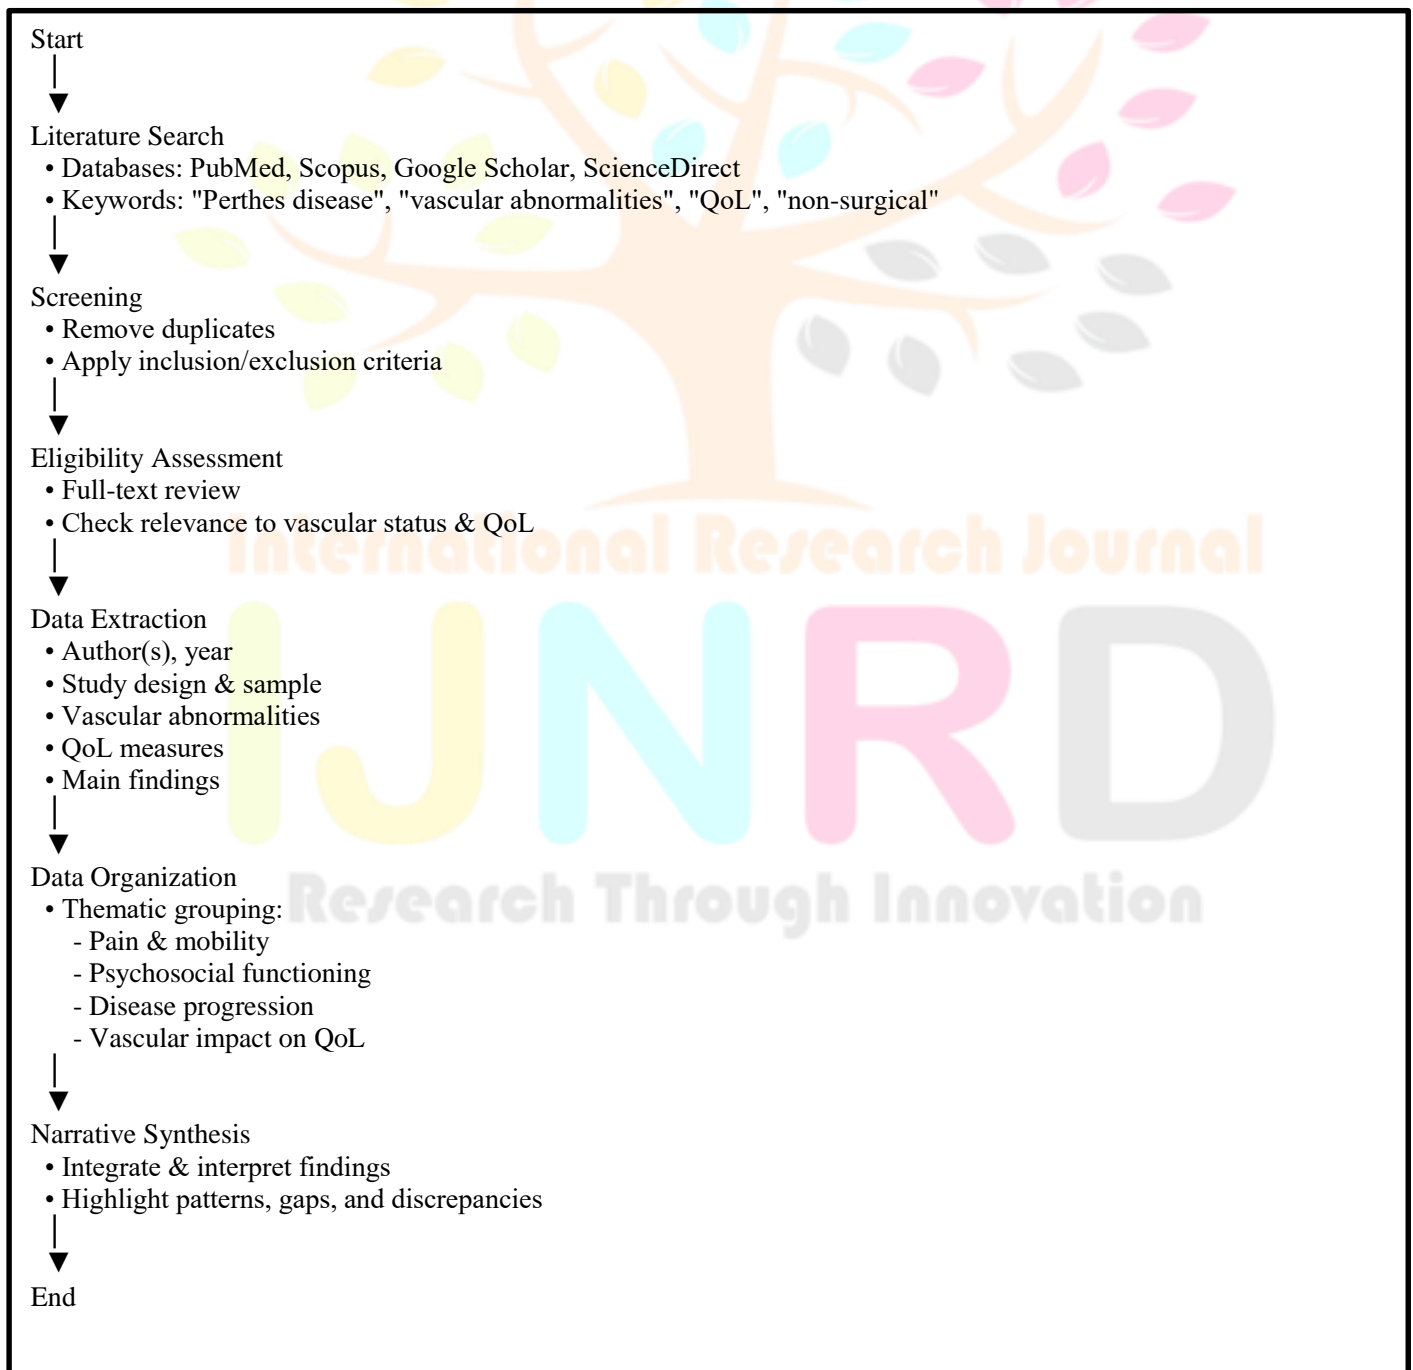 Start
Literature Search
• Databases: PubMed, Scopus, Google Scholar, ScienceDirect
• Keywords: "Perthes disease", "vascular abnormalities", "QoL", "non-surgical"
Screening
• Remove duplicates
• Apply inclusion/exclusion criteria
Eligibility Assessment
• Full-text review
• Check relevance to vascular status & QoL
International Research Journal
IJNRD
Data Extraction
• Author(s), year
• Study design & sample
• Vascular abnormalities
• QoL measures
• Main findings
Data Organization
Research Through Innovation
• Thematic grouping:
- Pain & mobility
- Psychosocial functioning
- Disease progression
- Vascular impact on QoL
Narrative Synthesis
• Integrate & interpret findings
• Highlight patterns, gaps, and discrepancies
End